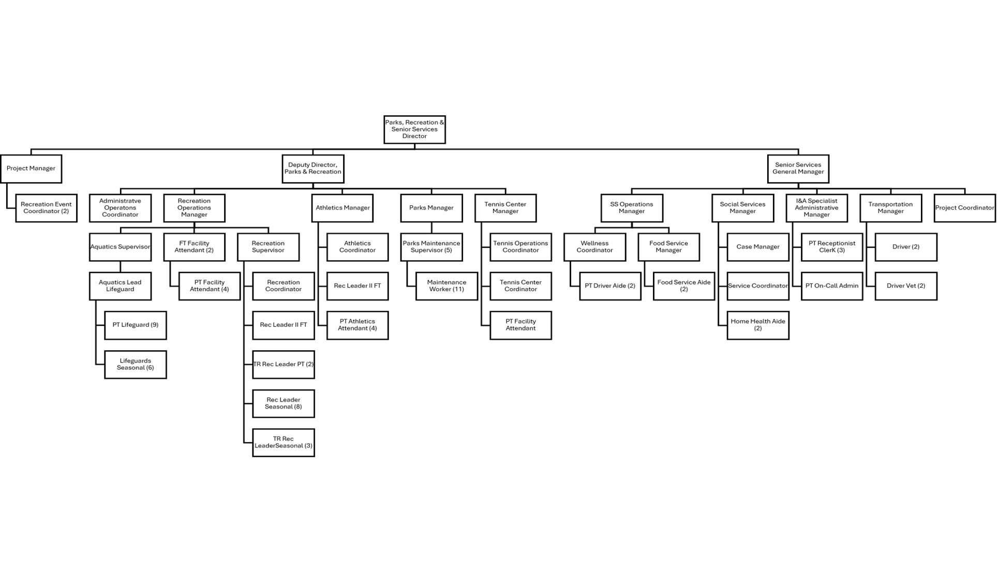 Parks, Recreation &
Senior Services
Director
Project Manager
Deputy Director,
Parks & Recreation
Senior Services
General Manager
Recreation Event
Coordinator (2)
Administratve
Operatons
Coordinator
Recreation
Operations
Manager
Athletics Manager
Parks Manager
Tennis Center
Manager
SS Operations
Manager
Social Services
Manager
I&A Specialist
Administrative
Manager
Transportation
Manager
Project Coordinator
Aquatics Supervisor
FT Facility
Attendant (2)
Recreation
Supervisor
Athletics
Coordinator
Parks Maintenance
Supervisor (5)
Tennis Operations
Coordinator
Wellness
Coordinator
Food Service
Manager
Case Manager
PT Receptionist
ClerK (3)
Driver (2)
Aquatics Lead
Lifeguard
PT Facility
Attendant (4)
Recreation
Coordinator
Rec Leader II FT
Maintenance
Worker (11)
Tennis Center
Cordinator
PT Driver Aide (2)
Food Service Aide
(2)
Service Coordinator
PT On-Call Admin
Driver Vet (2)
PT Lifeguard (9)
Rec Leader II FT
PT Athletics
Attendant (4)
PT Facility
Attendant
Home Health Aide
(2)
Lifeguards
Seasonal (6)
TR Rec Leader PT (2)
Rec Leader
Seasonal (8)
TR Rec
LeaderSeasonal (3)